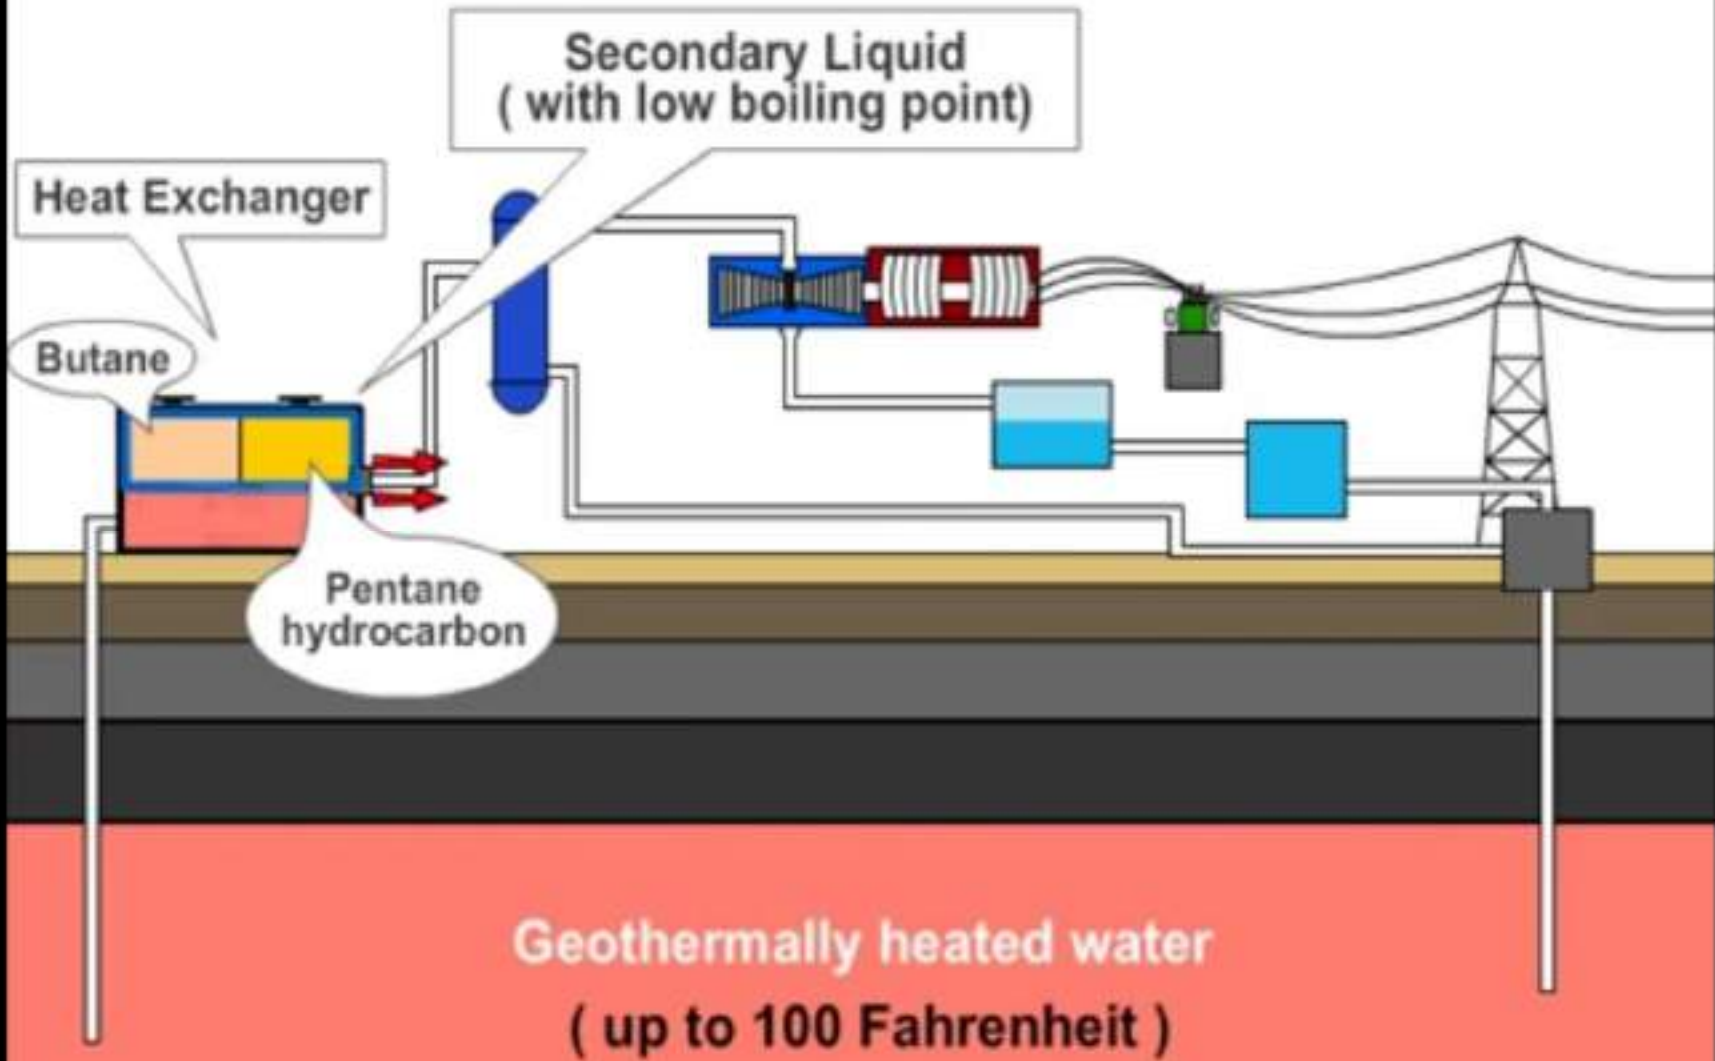 Secondary Liquid
( with low boiling point)
Heat Exchanger
Butane
Pentane
hydrocarbon
Geothermally heated water
( up to 100 Fahrenheit )